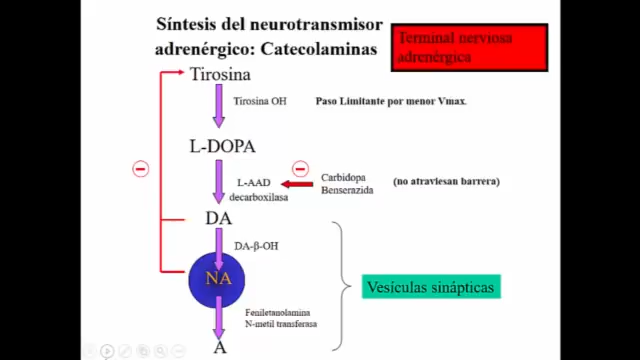 Síntesis del neurotransmisor
adrenérgico: Catecolaminas
Terminal nerviosa
adrenérgica
Tirosina
Tirosina OH
Paso Limitante por menor Vmax.
L-DOPA
L-AAD
decarboxilasa
Carbidopa
Benserazida
(no atraviesan barrera)
DA
DA-β-OH
NA
Vesículas sinápticas
Feniletanolamina
N-metil transferasa
A